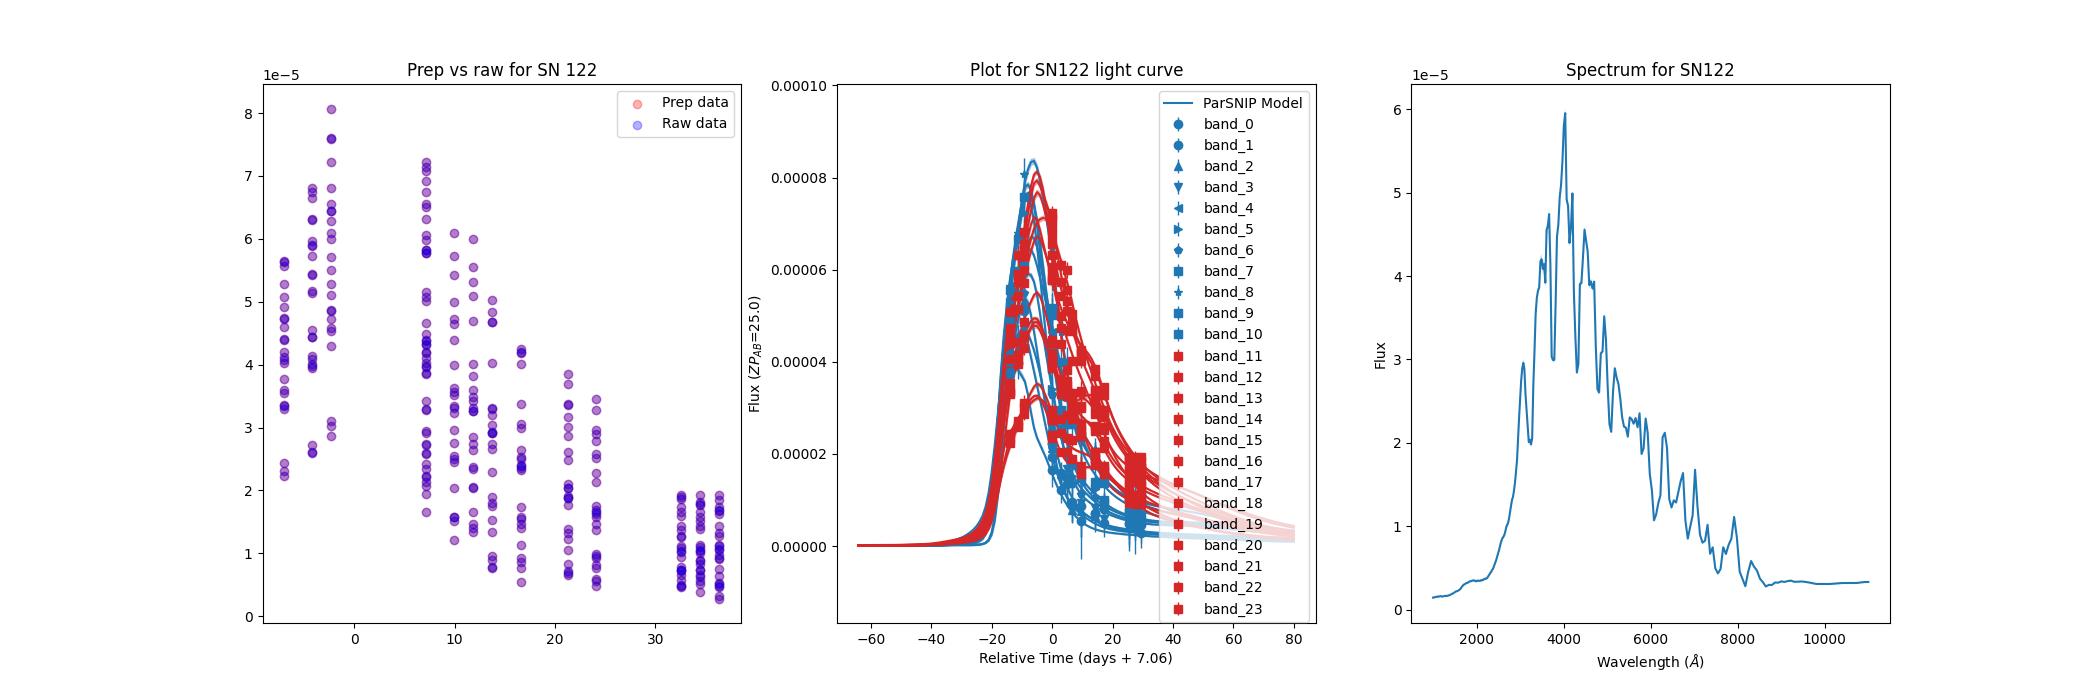 Prep vs raw for SN 122
1e−5
Prep data
Raw data
8
7
6
5
4
3
2
1
0
0
10
20
30
Plot for SN122 light curve
0.00010
0.00008
0.00006
0.00004
0.00002
0.00000
Flux (ZP_AB=25.0)
ParSNIP Model
band_0
band_1
band_2
band_3
band_4
band_5
band_6
band_7
band_8
band_9
band_10
band_11
band_12
band_13
band_14
band_15
band_16
band_17
band_18
band_19
band_20
band_21
band_22
band_23
−60
−40
−20
0
20
40
60
80
Relative Time (days + 7.06)
Spectrum for SN122
1e−5
6
5
4
3
2
1
0
Flux
2000
4000
6000
8000
10000
Wavelength (Å)